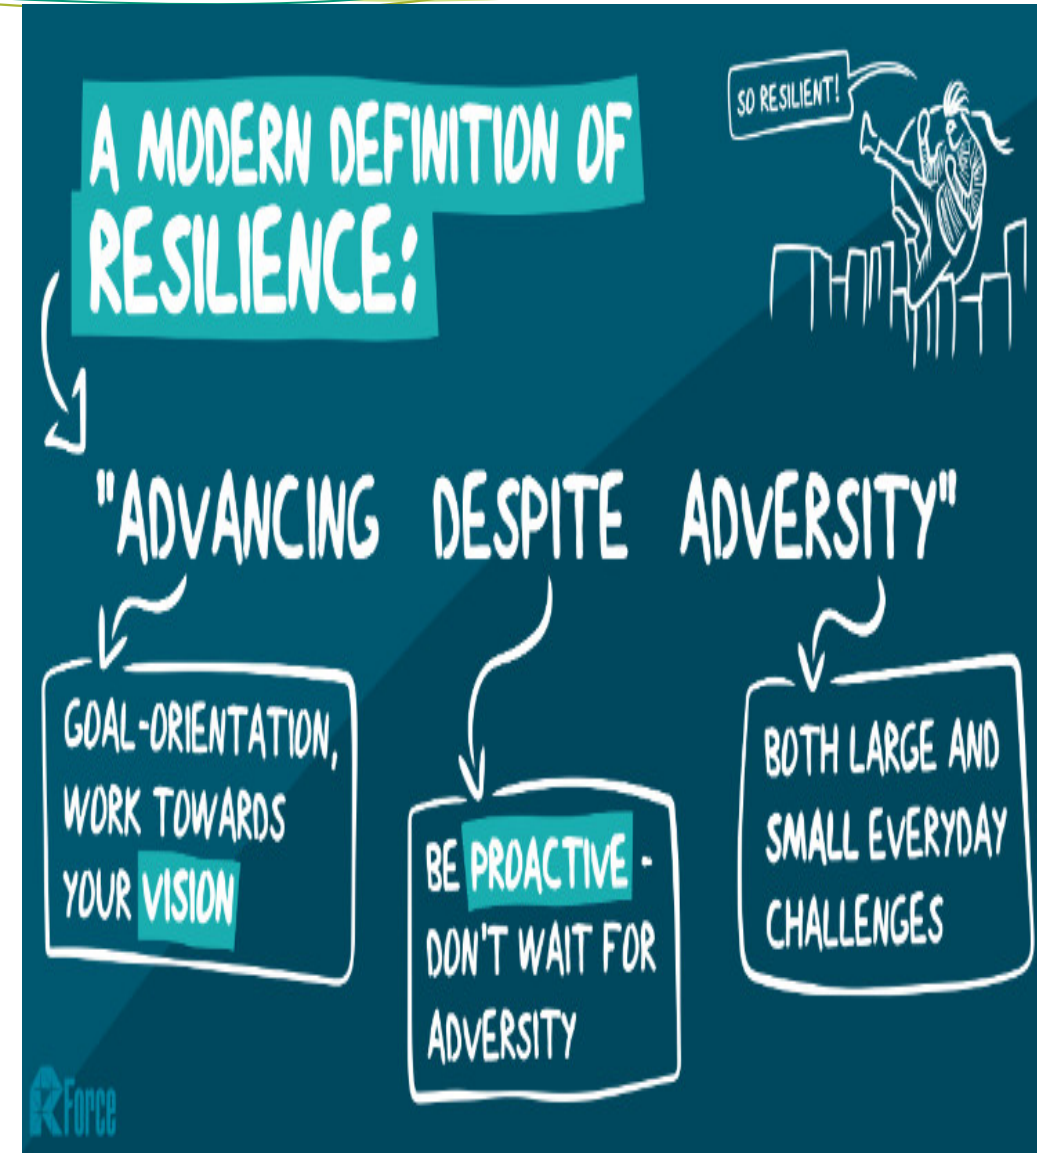 A MODERN DEFINITION OF
RESILIENCE:
SO RESILIENT!
"ADVANCING DESPITE ADVERSITY"
GOAL-ORIENTATION,
WORK TOWARDS
YOUR VISION
BE PROACTIVE -
DON'T WAIT FOR
ADVERSITY
BOTH LARGE AND
SMALL EVERYDAY
CHALLENGES
Force